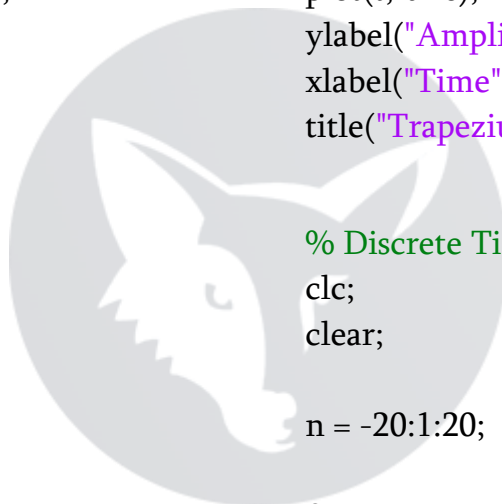 ylabel("Ampli
xlabel("Time"
title("Trapeziu
% Discrete Ti
clc;
clear;
n = -20:1:20;